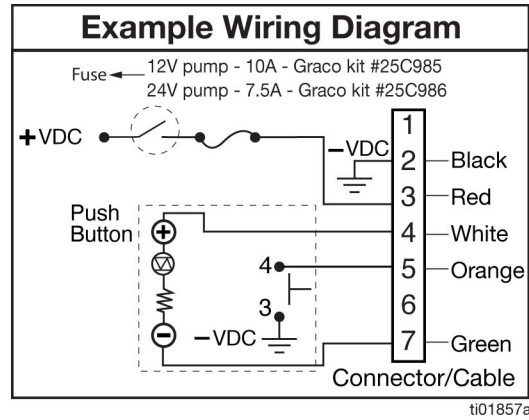 Example Wiring Diagram
Fuse
12V pump - 10A - Graco kit #25C985
24V pump - 7.5A - Graco kit #25C986
+VDC
-VDC
1
2
Black
3
Red
4
White
5
Orange
6
7
Green
Push
Button
+
4
3
-VDC
-
Connector/Cable
ti01857a